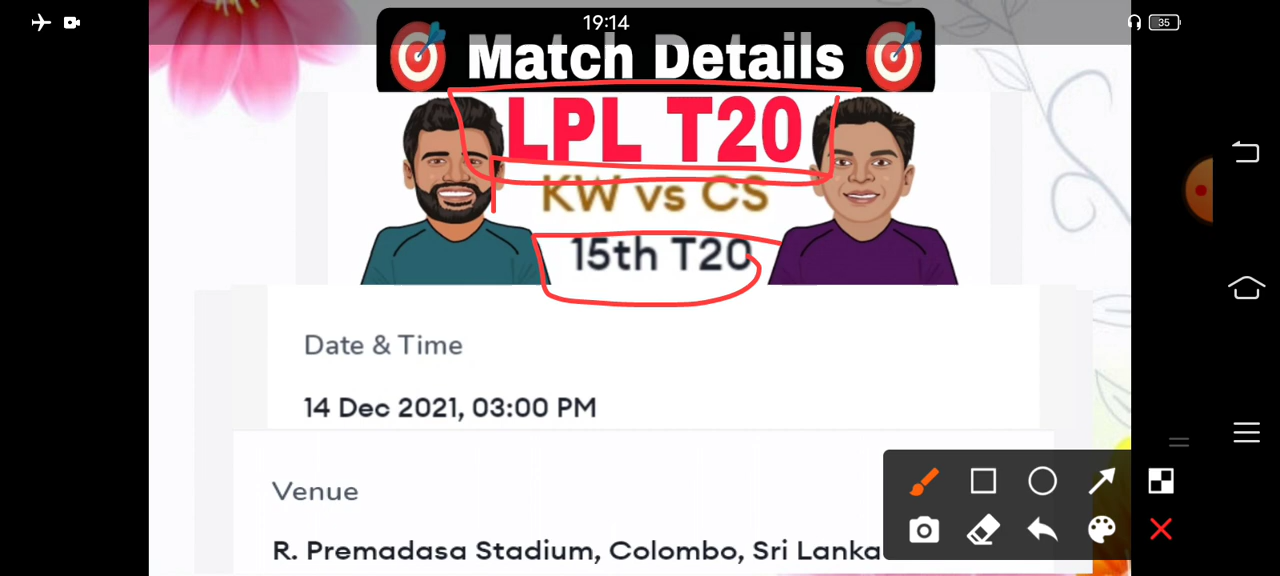 19:14
35
Match Details
LPL T20
KW vs CS
15th T20
Date & Time
14 Dec 2021, 03:00 PM
Venue
R. Premadasa Stadium, Colombo, Sri Lanka